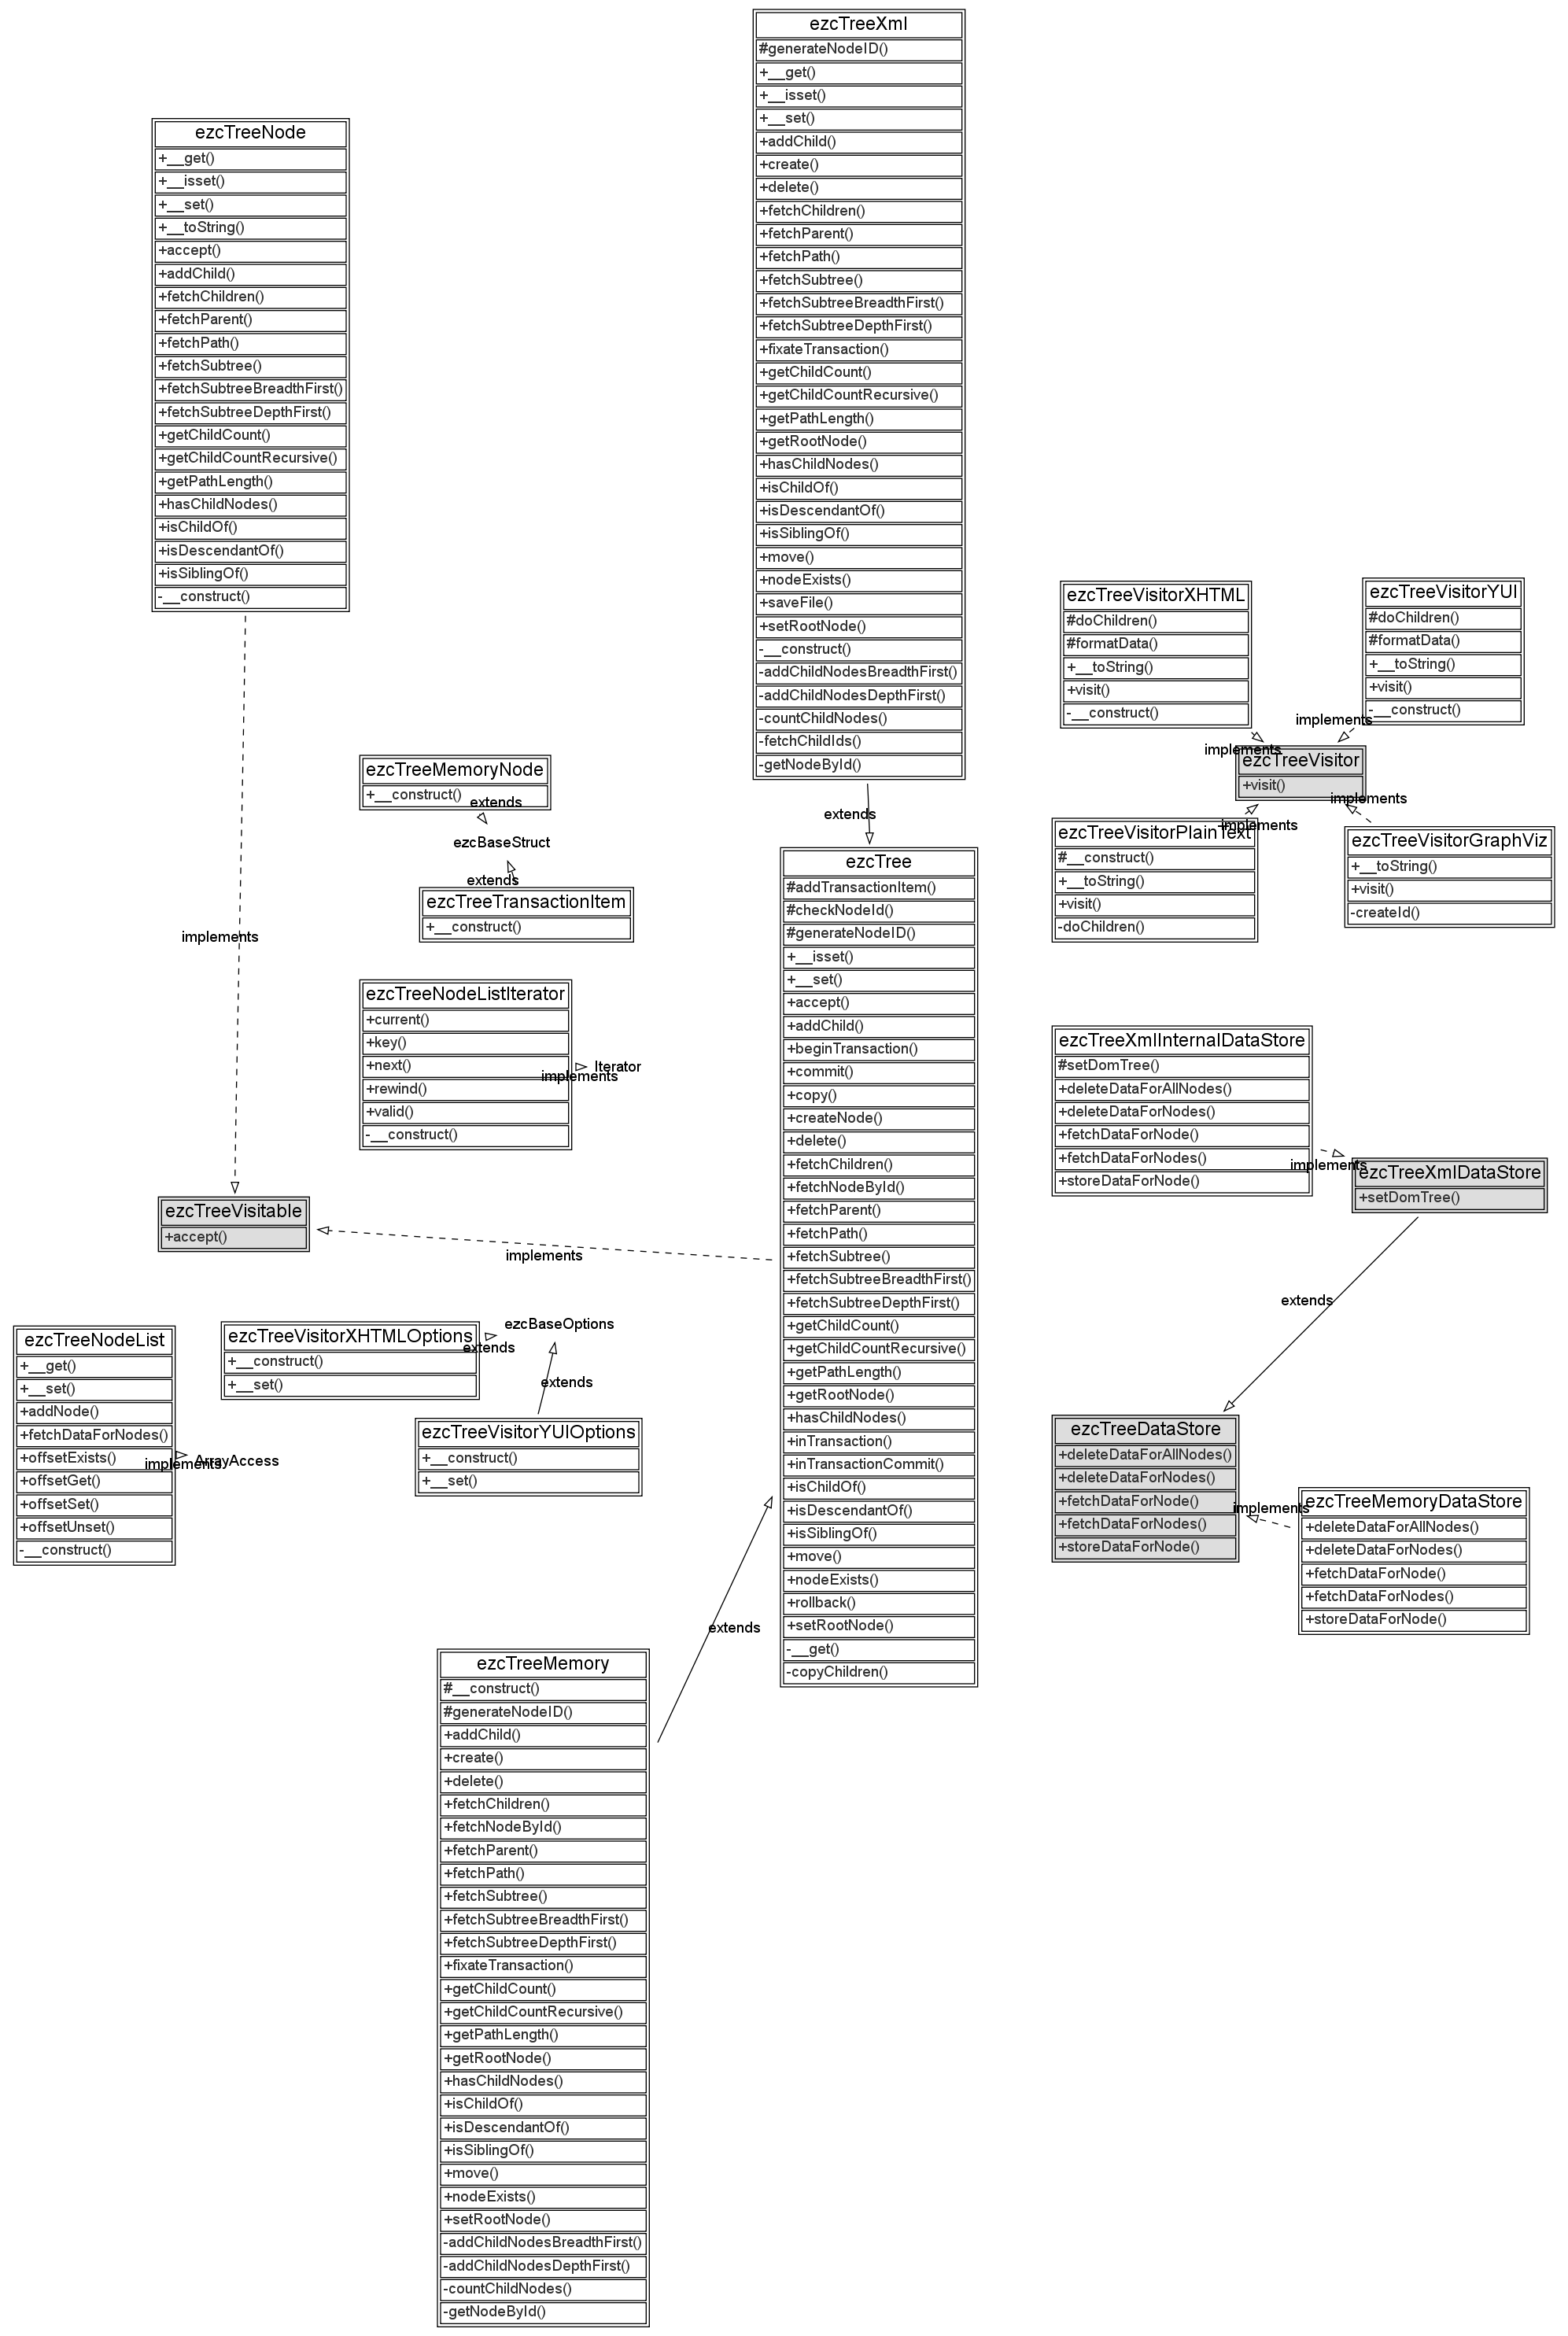 ezcTreeXml
#generateNodeID()
+__get()
+__isset()
+__set()
+addChild()
+create()
+delete()
+fetchChildren()
+fetchParent()
+fetchPath()
+fetchSubtree()
+fetchSubtreeBreadthFirst()
+fetchSubtreeDepthFirst()
+fixateTransaction()
+getChildCount()
+getChildCountRecursive()
+getPathLength()
+getRootNode()
+hasChildNodes()
+isChildOf()
+isDescendantOf()
+isSiblingOf()
+move()
+nodeExists()
+saveFile()
+setRootNode()
-__construct()
-addChildNodesBreadthFirst()
-addChildNodesDepthFirst()
-countChildNodes()
-fetchChildIds()
-getNodeById()
extends
ezcTreeNode
+__get()
+__isset()
+__set()
+__toString()
+accept()
+addChild()
+fetchChildren()
+fetchParent()
+fetchPath()
+fetchSubtree()
+fetchSubtreeBreadthFirst()
+fetchSubtreeDepthFirst()
+getChildCount()
+getChildCountRecursive()
+getPathLength()
+hasChildNodes()
+isChildOf()
+isDescendantOf()
+isSiblingOf()
-__construct()
implements
ezcTreeVisitorXHTML
#doChildren()
#formatData()
+__toString()
+visit()
-__construct()
implements
ezcTreeVisitorYUI
#doChildren()
#formatData()
+__toString()
+visit()
-__construct()
implements
ezcTreeVisitor
+visit()
implements
implements
ezcTreeVisitorPlainText
#__construct()
+__toString()
+visit()
-doChildren()
ezcTreeVisitorGraphViz
+__toString()
+visit()
-createId()
ezcTreeMemoryNode
+__construct()
extends
ezcBaseStruct
extends
ezcTreeTransactionItem
+__construct()
ezcTree
#addTransactionItem()
#checkNodeId()
#generateNodeID()
+__isset()
+__set()
+accept()
+addChild()
+beginTransaction()
+commit()
+copy()
+createNode()
+delete()
+fetchChildren()
+fetchNodeById()
+fetchParent()
+fetchPath()
+fetchSubtree()
+fetchSubtreeBreadthFirst()
+fetchSubtreeDepthFirst()
+getChildCount()
+getChildCountRecursive()
+getPathLength()
+getRootNode()
+hasChildNodes()
+inTransaction()
+inTransactionCommit()
+isChildOf()
+isDescendantOf()
+isSiblingOf()
+move()
+nodeExists()
+rollback()
+setRootNode()
-__get()
-copyChildren()
ezcTreeNodeListIterator
+current()
+key()
+next()
+rewind()
+valid()
-__construct()
implements
Iterator
ezcTreeXmlInternalDataStore
#setDomTree()
+deleteDataForAllNodes()
+deleteDataForNodes()
+fetchDataForNode()
+fetchDataForNodes()
+storeDataForNode()
implements
ezcTreeXmlDataStore
+setDomTree()
extends
ezcTreeVisitable
+accept()
implements
ezcTreeNodeList
+__get()
+__set()
+addNode()
+fetchDataForNodes()
+offsetExists()
+offsetGet()
+offsetSet()
+offsetUnset()
-__construct()
implements
ArrayAccess
ezcTreeVisitorXHTMLOptions
+__construct()
+__set()
extends
ezcBaseOptions
extends
ezcTreeVisitorYUIOptions
+__construct()
+__set()
ezcTreeDataStore
+deleteDataForAllNodes()
+deleteDataForNodes()
+fetchDataForNode()
+fetchDataForNodes()
+storeDataForNode()
implements
ezcTreeMemoryDataStore
+deleteDataForAllNodes()
+deleteDataForNodes()
+fetchDataForNode()
+fetchDataForNodes()
+storeDataForNode()
extends
ezcTreeMemory
#__construct()
#generateNodeID()
+addChild()
+create()
+delete()
+fetchChildren()
+fetchNodeById()
+fetchParent()
+fetchPath()
+fetchSubtree()
+fetchSubtreeBreadthFirst()
+fetchSubtreeDepthFirst()
+fixateTransaction()
+getChildCount()
+getChildCountRecursive()
+getPathLength()
+getRootNode()
+hasChildNodes()
+isChildOf()
+isDescendantOf()
+isSiblingOf()
+move()
+nodeExists()
+setRootNode()
-addChildNodesBreadthFirst()
-addChildNodesDepthFirst()
-countChildNodes()
-getNodeById()